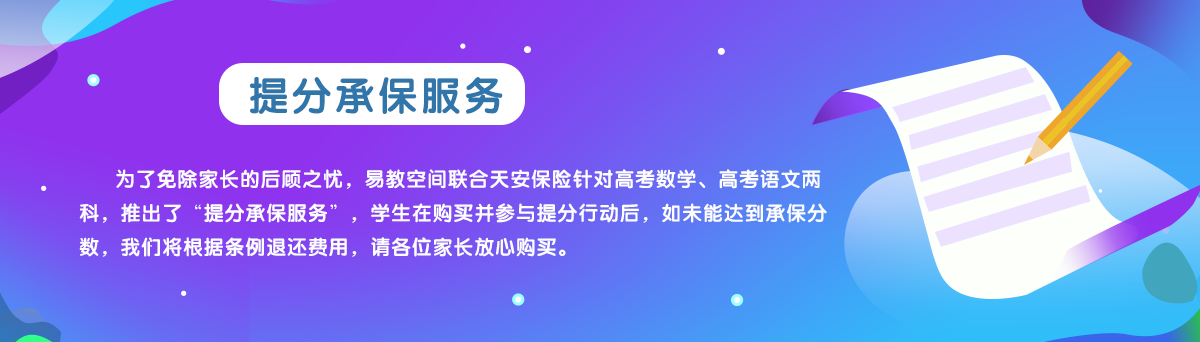 提分承保服务
为了免除家长的后顾之忧，易教空间联合天安保险针对高考数学、高考语文两
科，推出了“提分承保服务”，学生在购买并参与提分行动后，如未能达到承保分
数，我们将根据条例退还费用，请各位家长放心购买。